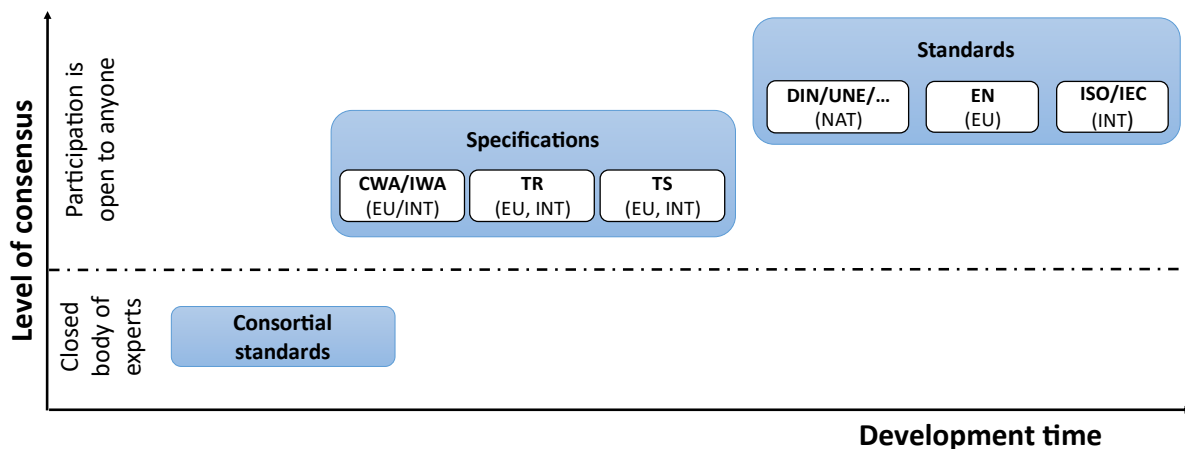 Level of consensus
Participation is
open to anyone
Closed
body of
experts
Standards
DIN/UNE/...
(NAT)
EN
(EU)
ISO/IEC
(INT)
Specifications
CWA/IWA
(EU/INT)
TR
(EU, INT)
TS
(EU, INT)
Consortial
standards
Development time